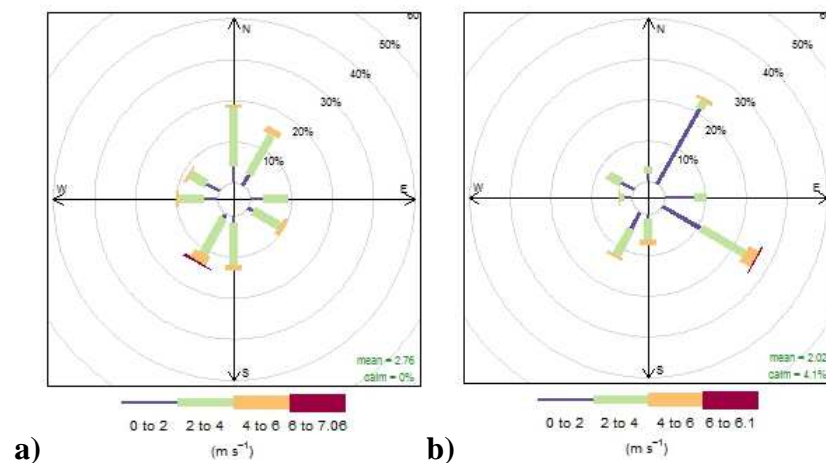 N
W
E
S
10%
20%
30%
40%
50%
60
mean = 2.76
calm = 0%
0 to 2 2 to 4 4 to 6 6 to 7.06
(m s⁻¹)
a)
N
W
E
S
10%
20%
30%
40%
50%
60
mean = 2.02
calm = 4.1%
0 to 2 2 to 4 4 to 6 6 to 6.1
(m s⁻¹)
b)